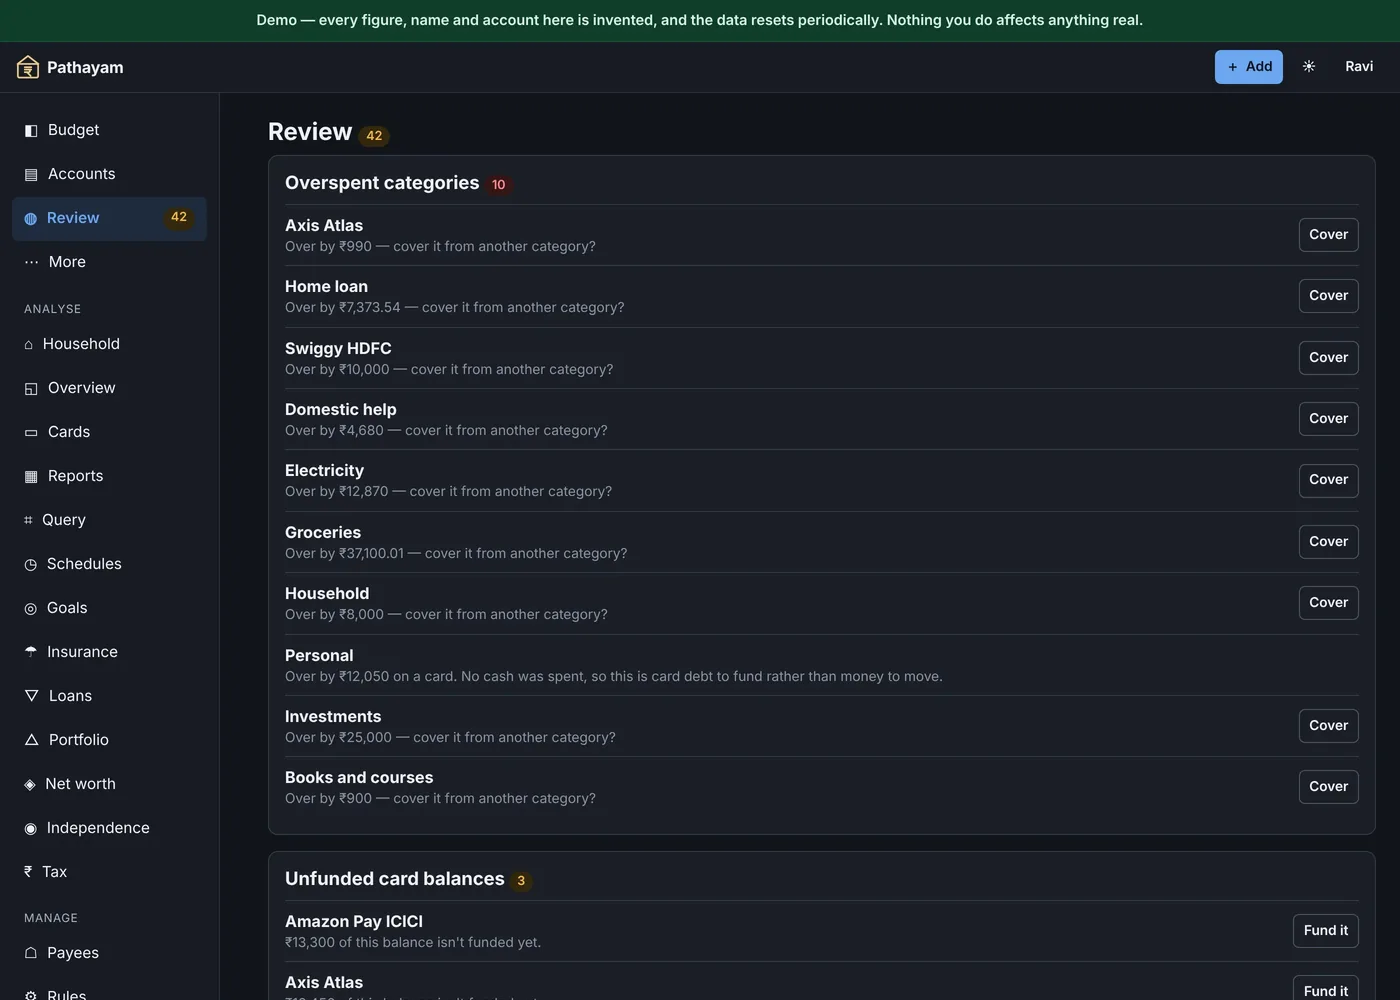 Demo — every figure, name and account here is invented, and the data resets periodically. Nothing you do affects anything real.
Pathayam
+ Add
Ravi
Budget
Accounts
Review 42
More
ANALYSE
Household
Overview
Cards
Reports
Query
Schedules
Goals
Insurance
Loans
Portfolio
Net worth
Independence
₹ Tax
MANAGE
Payees
Rules
Review 42
Overspent categories 10
Axis Atlas
Over by ₹990 — cover it from another category?
Cover
Home loan
Over by ₹7,373.54 — cover it from another category?
Cover
Swiggy HDFC
Over by ₹10,000 — cover it from another category?
Cover
Domestic help
Over by ₹4,680 — cover it from another category?
Cover
Electricity
Over by ₹12,870 — cover it from another category?
Cover
Groceries
Over by ₹37,100.01 — cover it from another category?
Cover
Household
Over by ₹8,000 — cover it from another category?
Cover
Personal
Over by ₹12,050 on a card. No cash was spent, so this is card debt to fund rather than money to move.
Investments
Over by ₹25,000 — cover it from another category?
Cover
Books and courses
Over by ₹900 — cover it from another category?
Cover
Unfunded card balances 3
Amazon Pay ICICI
₹13,300 of this balance isn't funded yet.
Fund it
Axis Atlas
Fund it